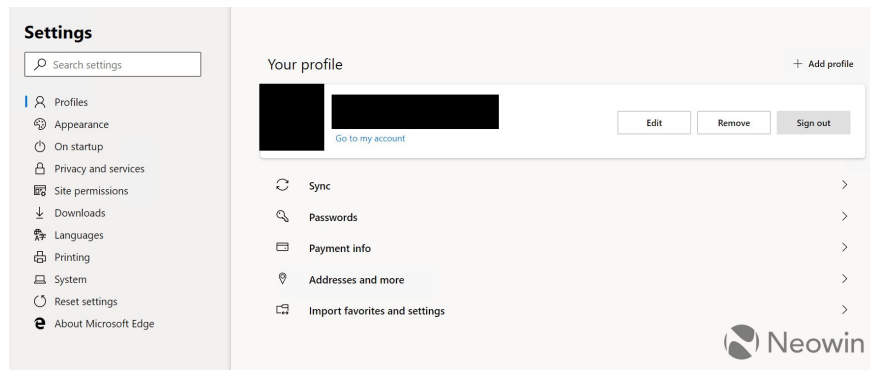 Settings
Search settings
Profiles
Appearance
On startup
Privacy and services
Site permissions
Downloads
Languages
Printing
System
Reset settings
About Microsoft Edge
Your profile
Add profile
Go to my account
Edit
Remove
Sign out
Sync
Passwords
Payment info
Addresses and more
Import favorites and settings
Neowin